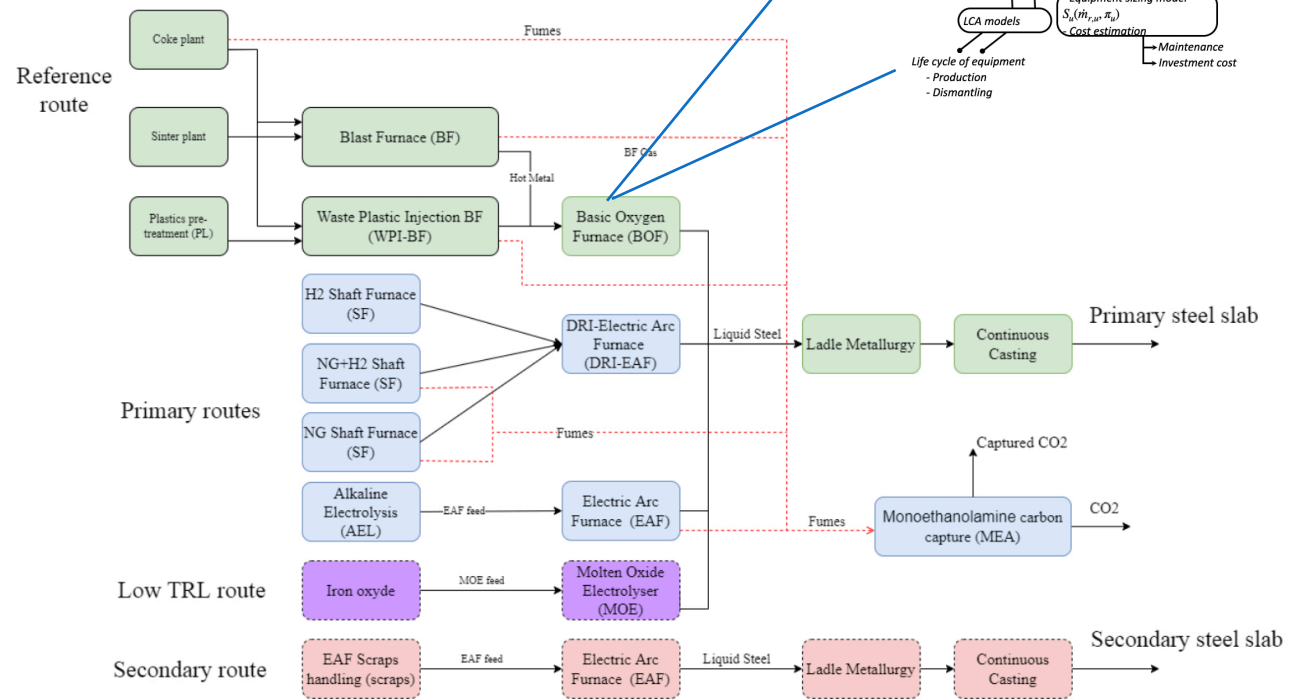 - Equipment sizing model
S_u(ṁ_{r,u}, π_u)
- Cost estimation
LCA models
Maintenance
Investment cost
Life cycle of equipment
- Production
- Dismantling
Reference
route
Coke plant
Fumes
Sinter plant
Blast Furnace (BF)
BF Gas
Hot Metal
Plastics pre-
treatment (PL)
Waste Plastic Injection BF
(WPI-BF)
Basic Oxygen
Furnace (BOF)
Primary routes
H2 Shaft Furnace
(SF)
NG+H2 Shaft
Furnace (SF)
NG Shaft Furnace
(SF)
DRI-Electric Arc
Furnace
(DRI-EAF)
Liquid Steel
Ladle Metallurgy
Continuous
Casting
Primary steel slab
Fumes
Alkaline
Electrolysis
(AEL)
EAF feed
Electric Arc
Furnace (EAF)
Fumes
Captured CO2
Monoethanolamine carbon
capture (MEA)
CO2
Low TRL route
Iron oxyde
MOE feed
Molten Oxide
Electrolyser
(MOE)
Secondary route
EAF Scraps
handling (scraps)
EAF feed
Electric Arc
Furnace (EAF)
Liquid Steel
Ladle Metallurgy
Continuous
Casting
Secondary steel slab